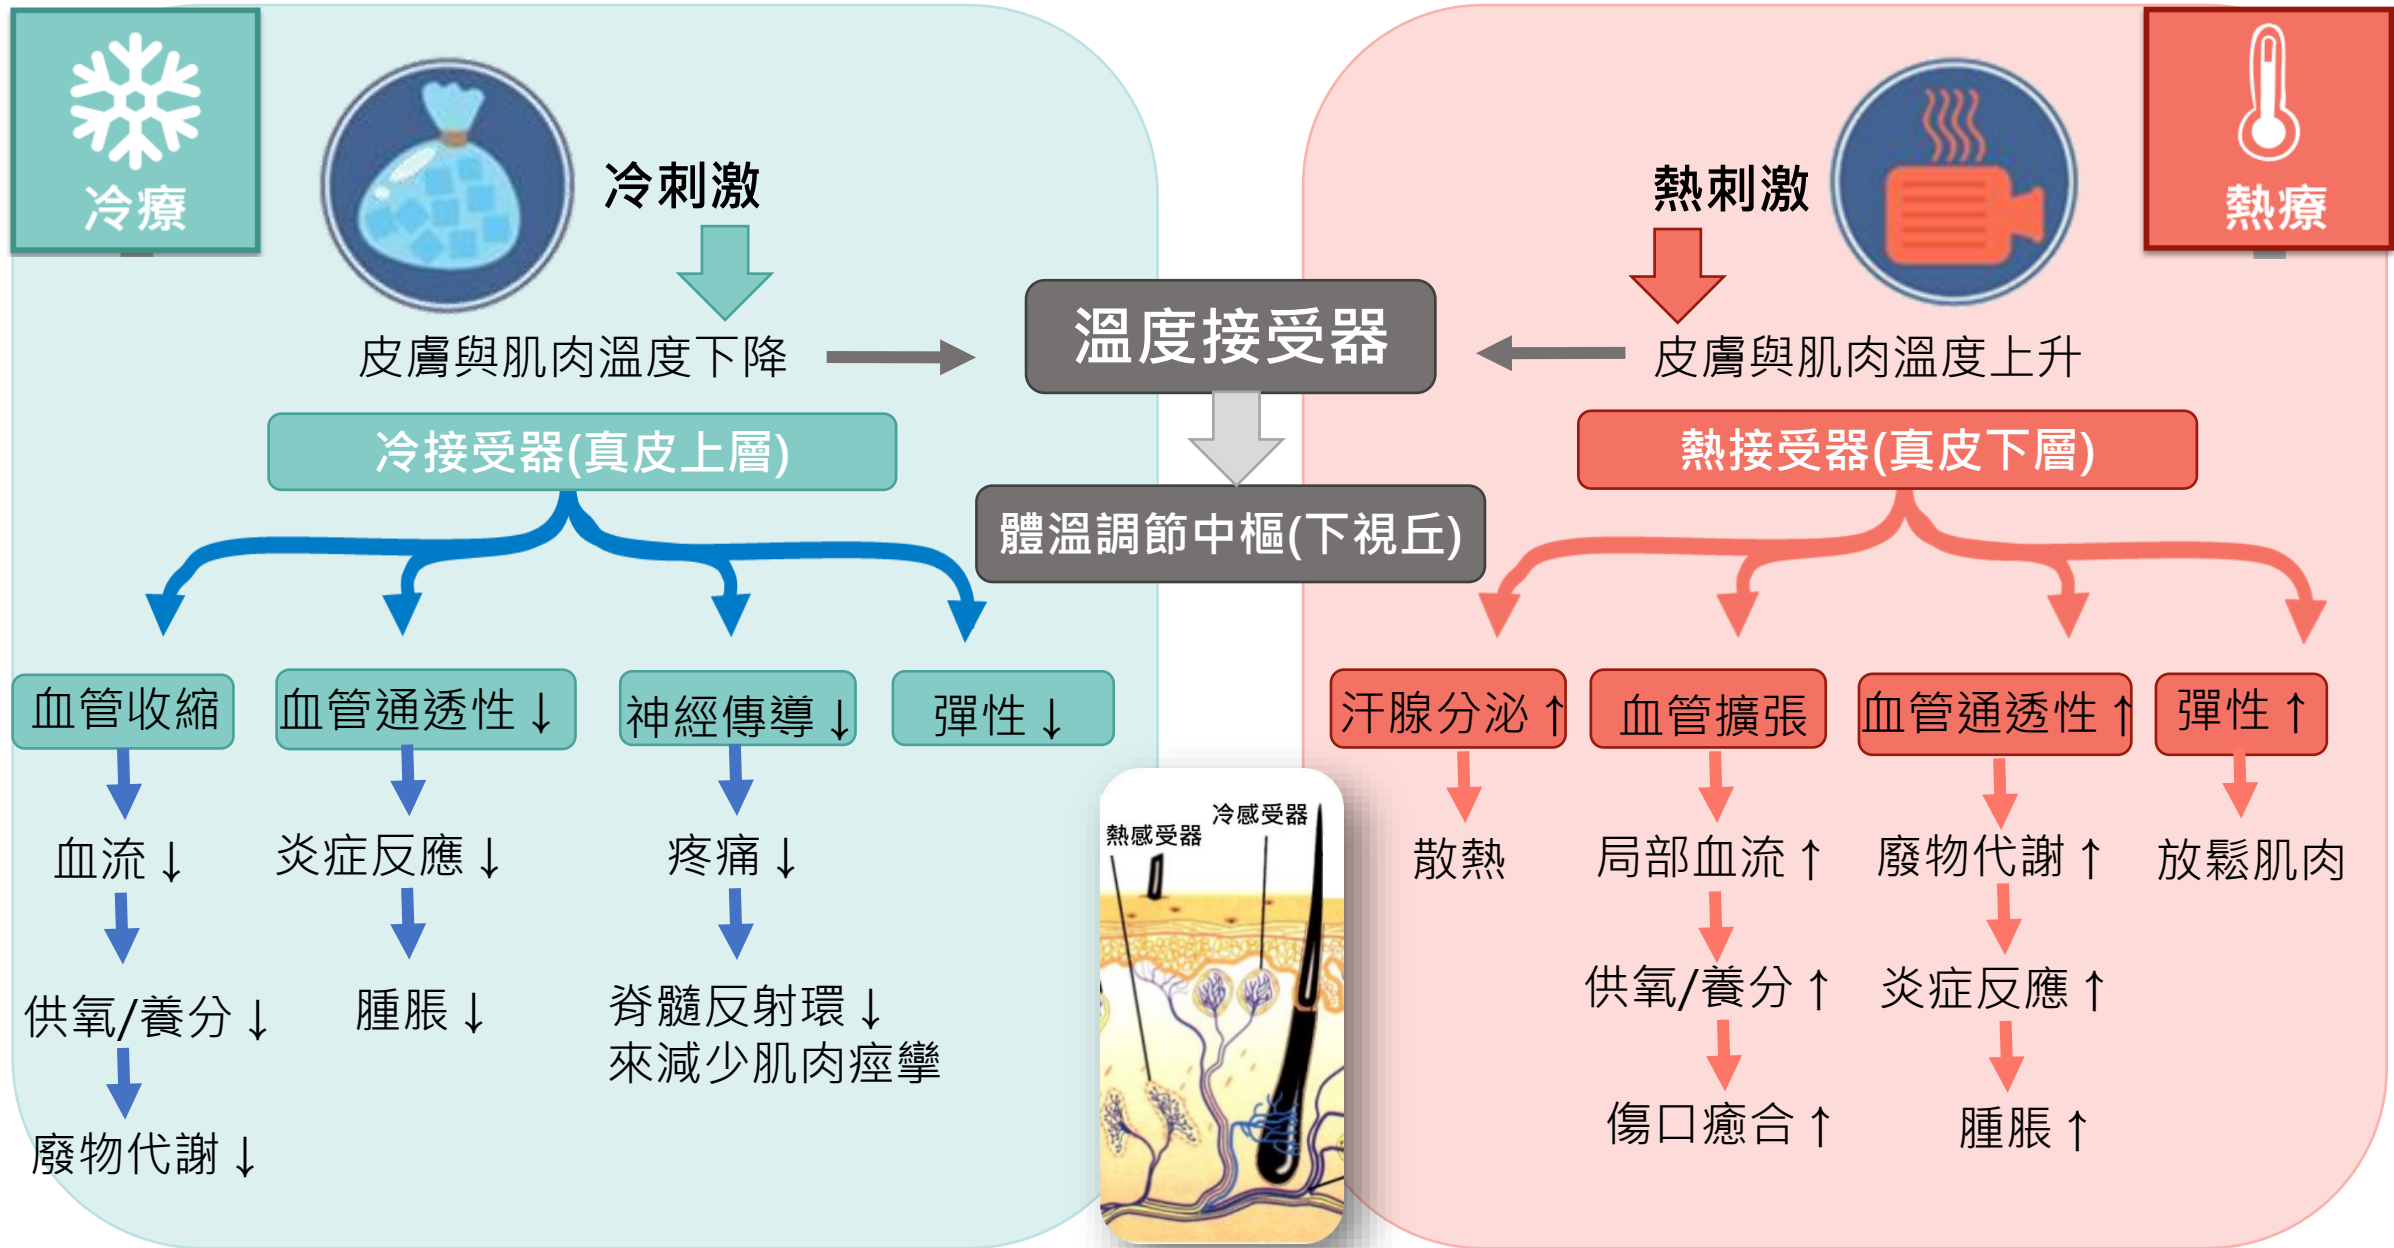 冷療
冷刺激
皮膚與肌肉溫度下降
冷接受器(真皮上層)
溫度接受器
體溫調節中樞(下視丘)
熱療
熱刺激
皮膚與肌肉溫度上升
熱接受器(真皮下層)
血管收縮
血流↓
供氧/養分↓
廢物代謝↓
血管通透性↓
炎症反應↓
腫脹↓
神經傳導↓
疼痛↓
脊髓反射環↓
來減少肌肉痙攣
彈性↓
熱感受器
冷感受器
汗腺分泌↑
散熱
血管擴張
局部血流↑
供氧/養分↑
傷口癒合↑
血管通透性↑
廢物代謝↑
炎症反應↑
腫脹↑
彈性↑
放鬆肌肉